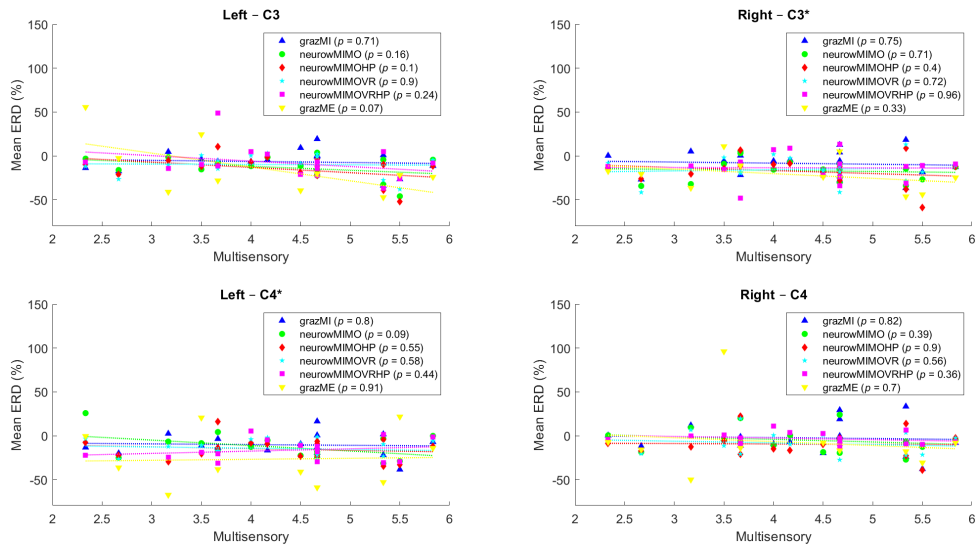 Left – C3
150
100
50
0
-50
Mean ERD (%)
grazMI (p = 0.71)
neurowMIMO (p = 0.16)
neurowMIMOHP (p = 0.1)
neurowMIMOVR (p = 0.9)
neurowMIMOVRHP (p = 0.24)
grazME (p = 0.07)
2 2.5 3 3.5 4 4.5 5 5.5 6
Multisensory
Right – C3*
150
100
50
0
-50
Mean ERD (%)
grazMI (p = 0.75)
neurowMIMO (p = 0.71)
neurowMIMOHP (p = 0.4)
neurowMIMOVR (p = 0.72)
neurowMIMOVRHP (p = 0.96)
grazME (p = 0.33)
2 2.5 3 3.5 4 4.5 5 5.5 6
Multisensory
Left – C4*
150
100
50
0
-50
Mean ERD (%)
grazMI (p = 0.8)
neurowMIMO (p = 0.09)
neurowMIMOHP (p = 0.55)
neurowMIMOVR (p = 0.58)
neurowMIMOVRHP (p = 0.44)
grazME (p = 0.91)
2 2.5 3 3.5 4 4.5 5 5.5 6
Multisensory
Right – C4
150
100
50
0
-50
Mean ERD (%)
grazMI (p = 0.82)
neurowMIMO (p = 0.39)
neurowMIMOHP (p = 0.9)
neurowMIMOVR (p = 0.56)
neurowMIMOVRHP (p = 0.36)
grazME (p = 0.7)
2 2.5 3 3.5 4 4.5 5 5.5 6
Multisensory